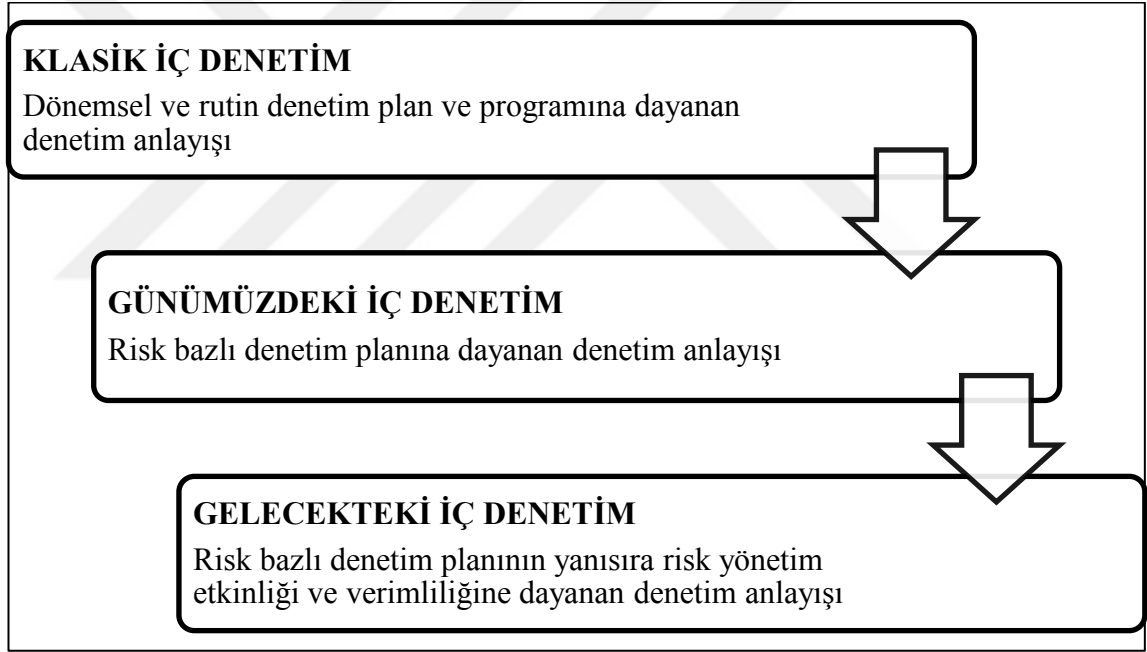 KLASİK İÇ DENETİM
Dönemsel ve rutin denetim plan ve programına dayanan
denetim anlayışı
GÜNÜMÜZDEKİ İÇ DENETİM
Risk bazlı denetim planına dayanan denetim anlayışı
GELECEKTEKİ İÇ DENETİM
Risk bazlı denetim planının yanısıra risk yönetim
etkinliği ve verimliliğine dayanan denetim anlayışı